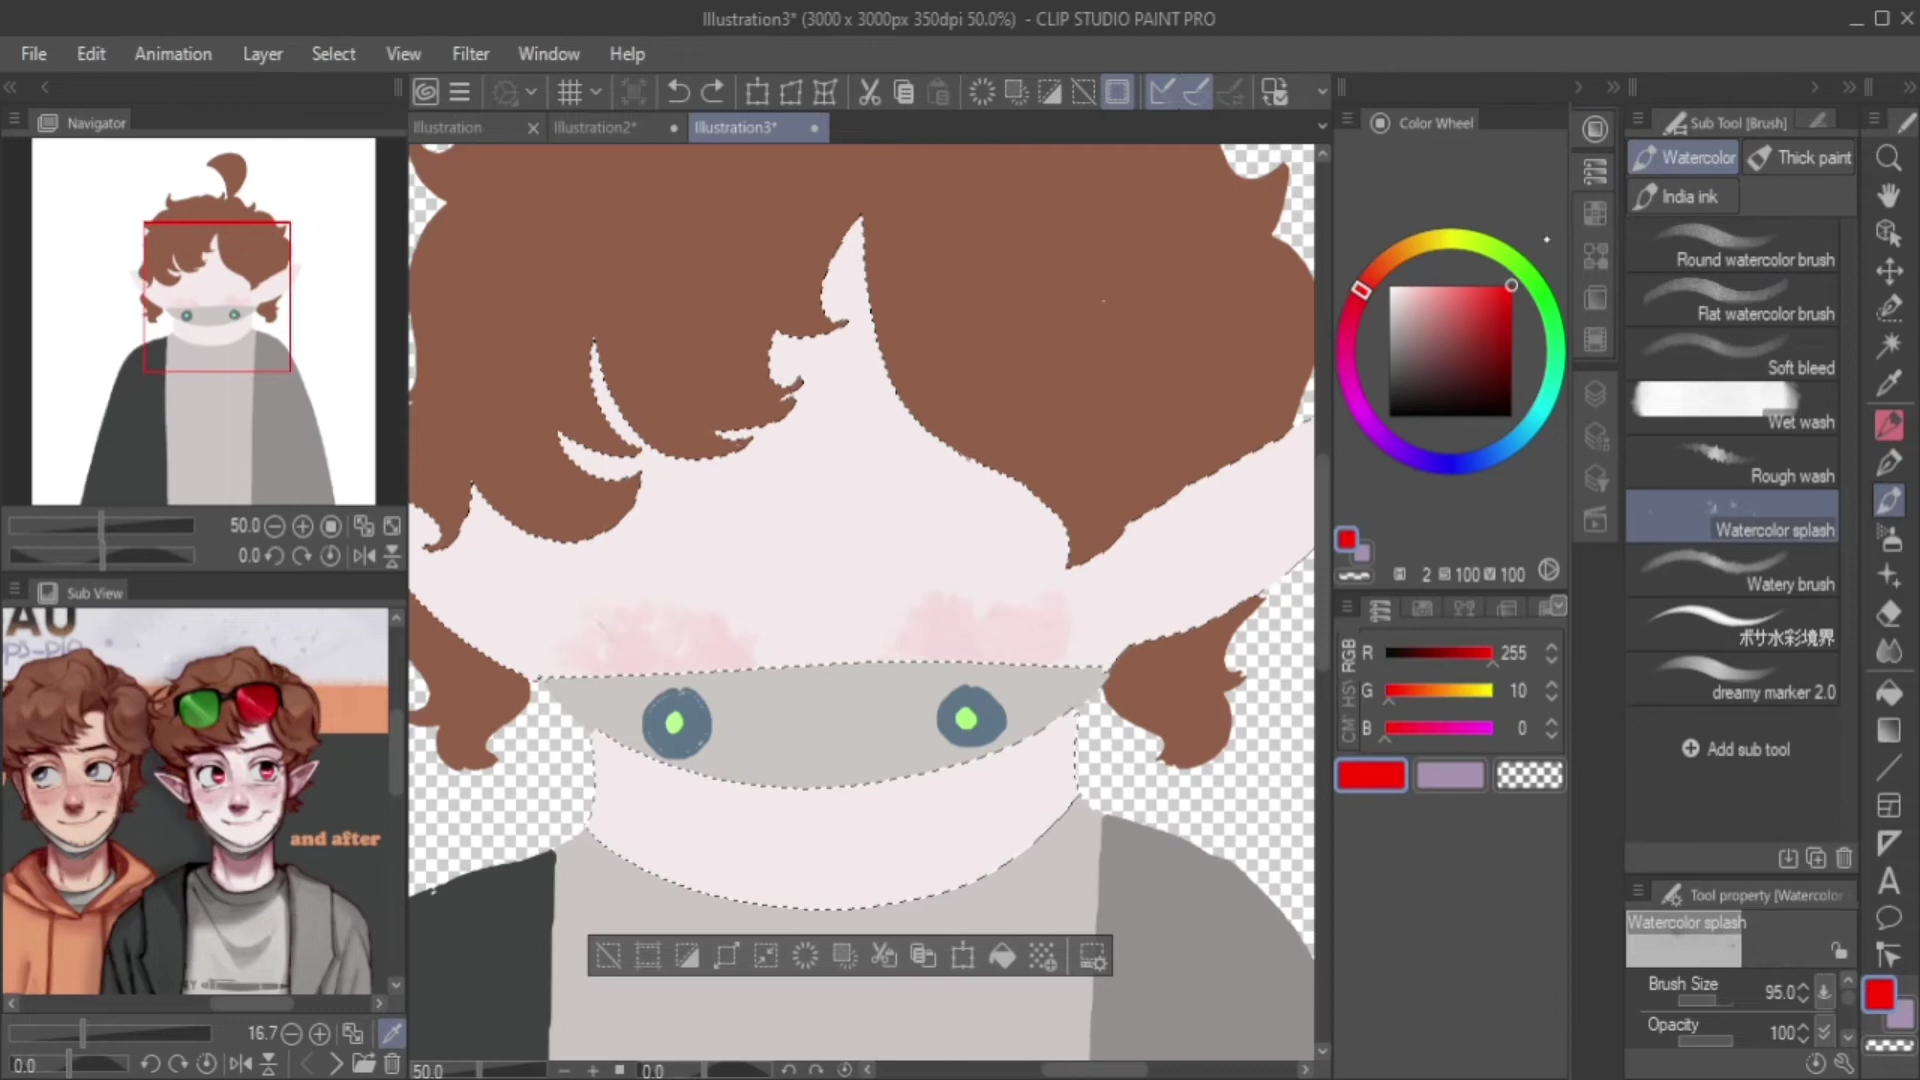 Illustration3* (3000 x 3000px 350dpi 50.0%) - CLIP STUDIO PAINT PRO
File Edit Animation Layer Select View Filter Window Help
Navigator
Illustration Illustration2* Illustration3*
50.0
0.0
Sub View
AU
and after
16.7
0.0
50.0 0.0
Color Wheel
2 100 100
RGB
R 255
G 10
B 0
Sub Tool [Brush]
Watercolor Thick paint
India ink
Round watercolor brush
Flat watercolor brush
Soft bleed
Wet wash
Rough wash
Watercolor splash
Watery brush
ボサ水彩境界
dreamy marker 2.0
Add sub tool
Tool property [Watercolor
Watercolor splash
Brush Size 95.0
Opacity 100